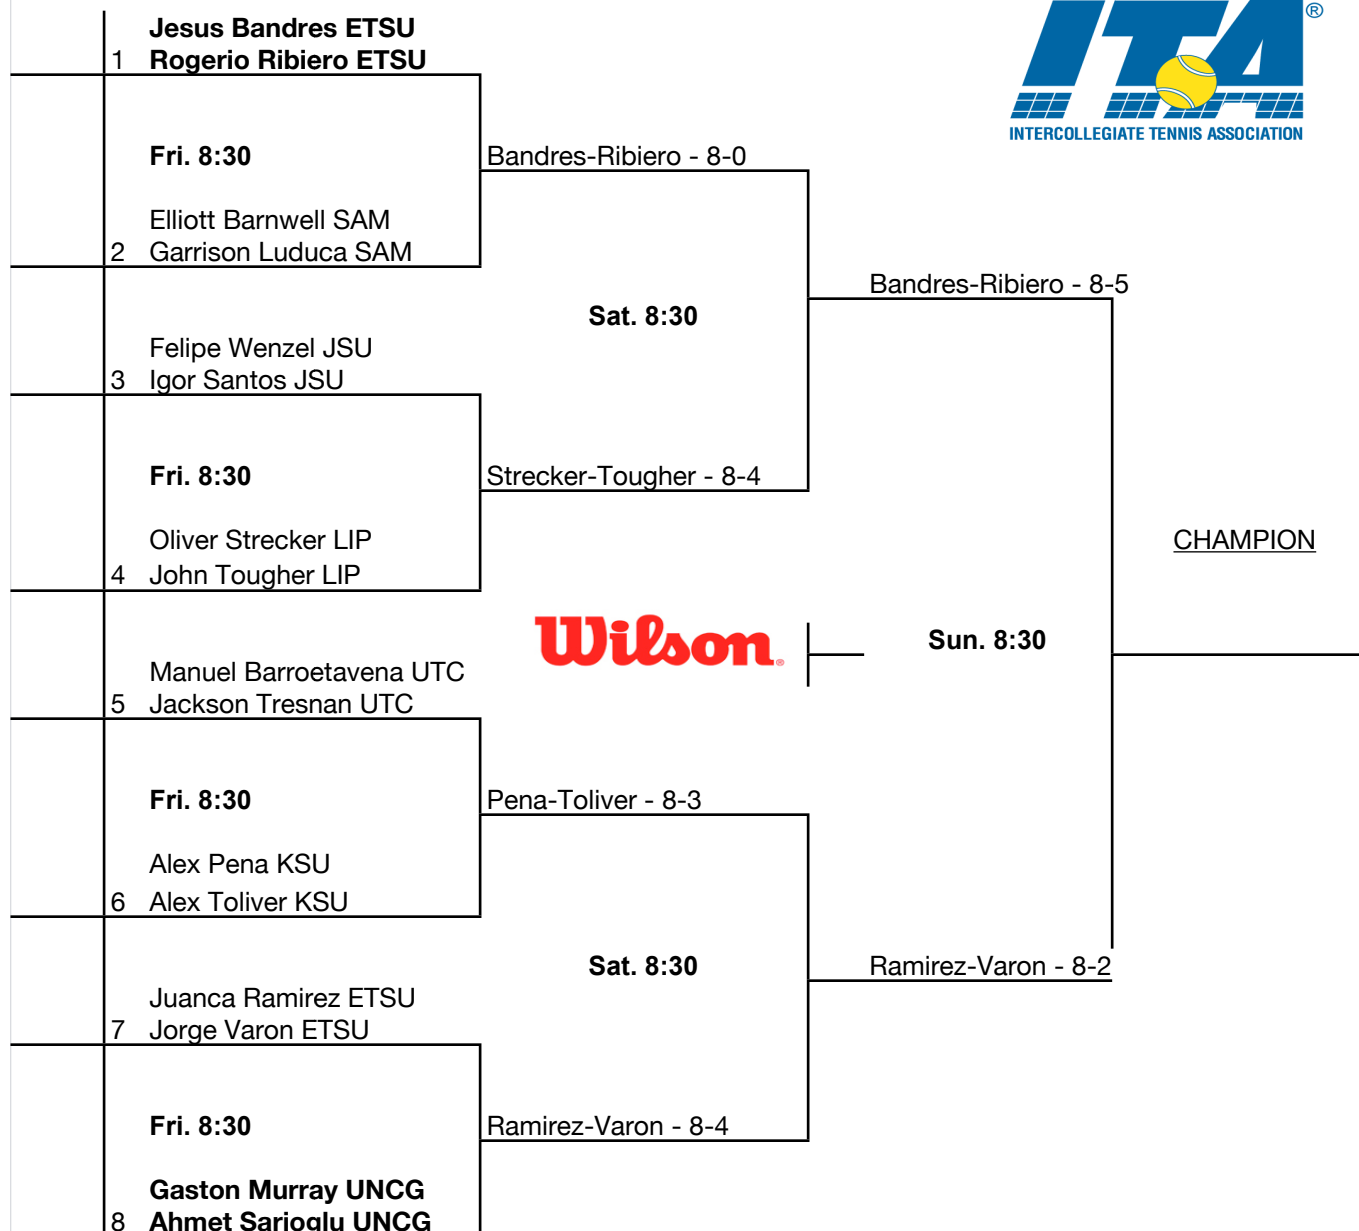 Jesus Bandres ETSU
1 Rogerio Ribiero ETSU
®
INTERCOLLEGIATE TENNIS ASSOCIATION
ITA
Fri. 8:30
Bandres-Ribiero - 8-0
Elliott Barnwell SAM
2 Garrison Luduca SAM
Bandres-Ribiero - 8-5
Sat. 8:30
Felipe Wenzel JSU
3 Igor Santos JSU
Fri. 8:30
Strecker-Tougher - 8-4
Oliver Strecker LIP
CHAMPION
4 John Tougher LIP
Wilson®
Sun. 8:30
Manuel Barroetavena UTC
5 Jackson Tresnan UTC
Fri. 8:30
Pena-Toliver - 8-3
Alex Pena KSU
6 Alex Toliver KSU
Sat. 8:30
Ramirez-Varon - 8-2
Juanca Ramirez ETSU
7 Jorge Varon ETSU
Fri. 8:30
Ramirez-Varon - 8-4
Gaston Murray UNCG
8 Ahmet Sarioglu UNCG